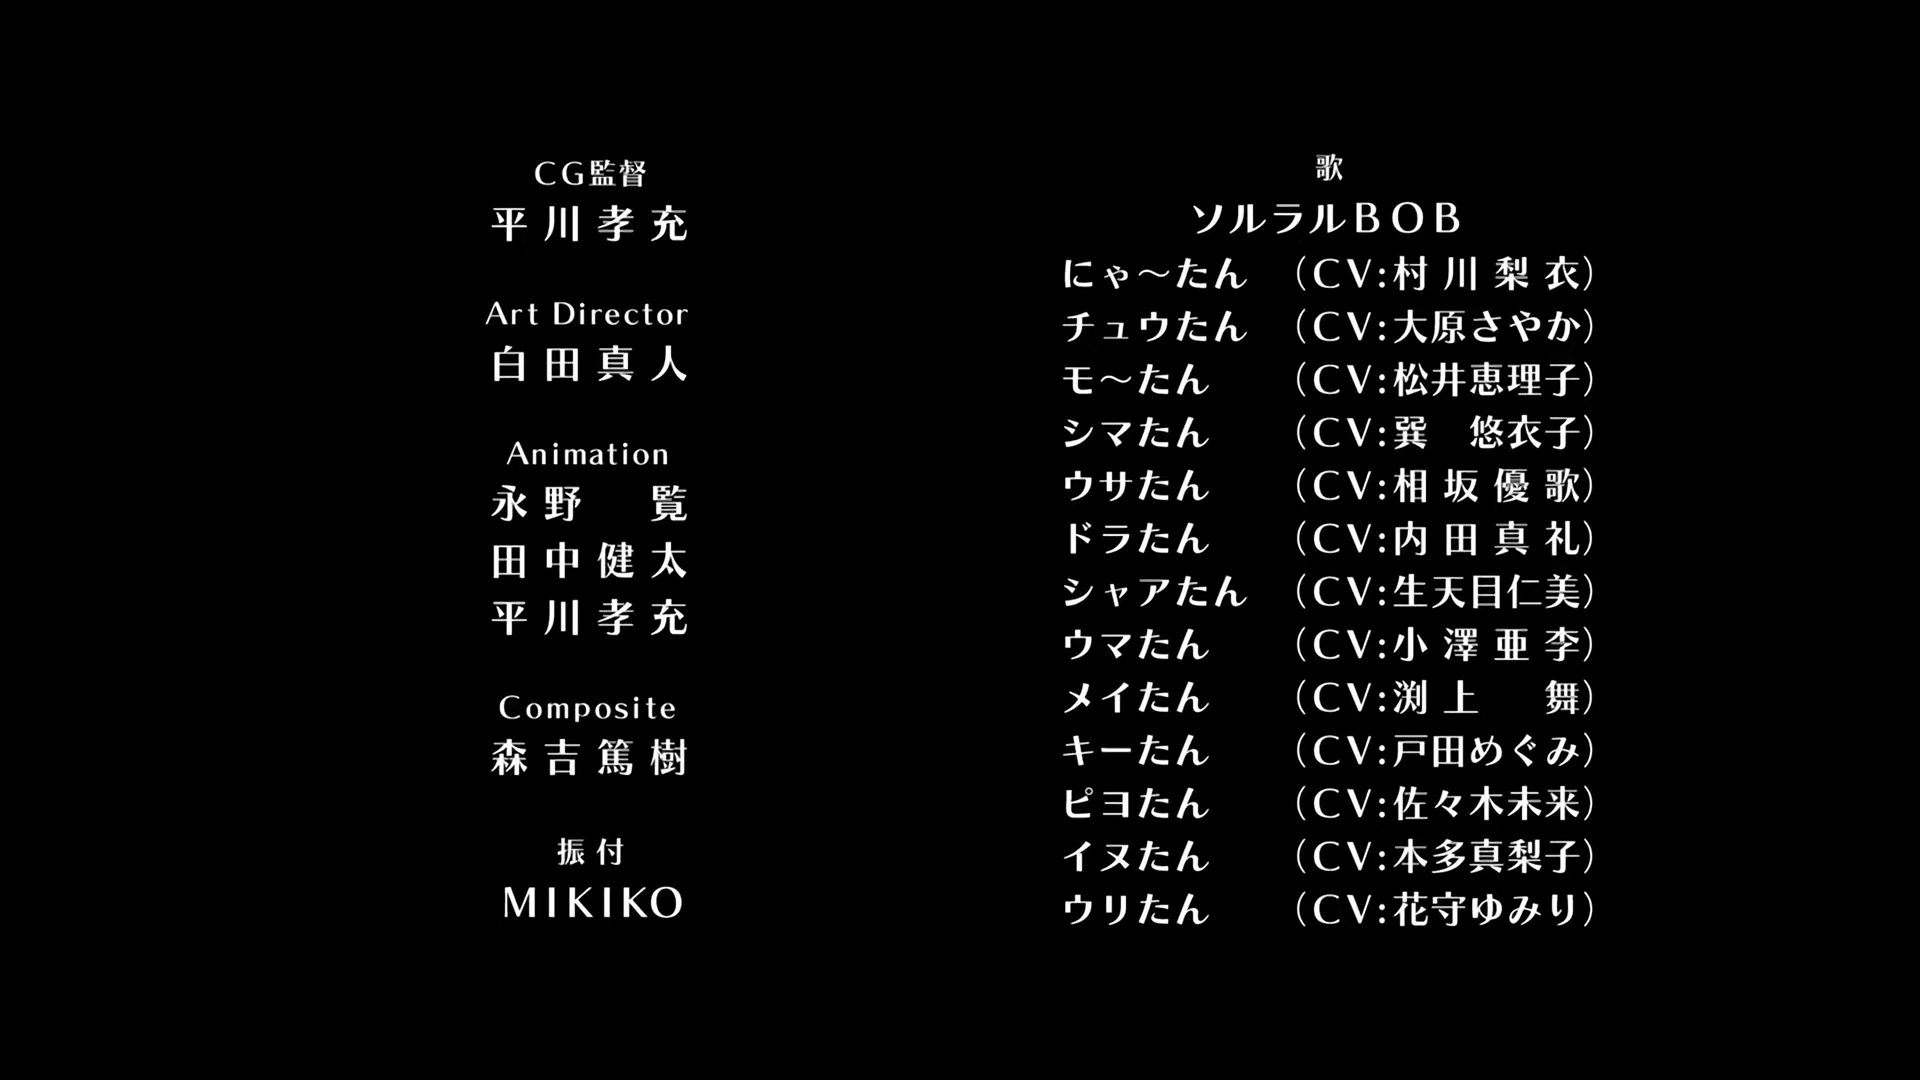 CG監督
平川孝充
Art Director
白田真人
Animation
永野 覧
田中健太
平川孝充
Composite
森吉篤樹
振付
MIKIKO
歌
ソルラルBOB
にゃ〜たん (CV:村川梨衣)
チュウたん (CV:大原さやか)
モ〜たん (CV:松井恵理子)
シマたん (CV:巽 悠衣子)
ウサたん (CV:相坂優歌)
ドラたん (CV:内田真礼)
シャアたん (CV:生天目仁美)
ウマたん (CV:小澤亜李)
メイたん (CV:渕上 舞)
キーたん (CV:戸田めぐみ)
ピヨたん (CV:佐々木未来)
イヌたん (CV:本多真梨子)
ウリたん (CV:花守ゆみり)